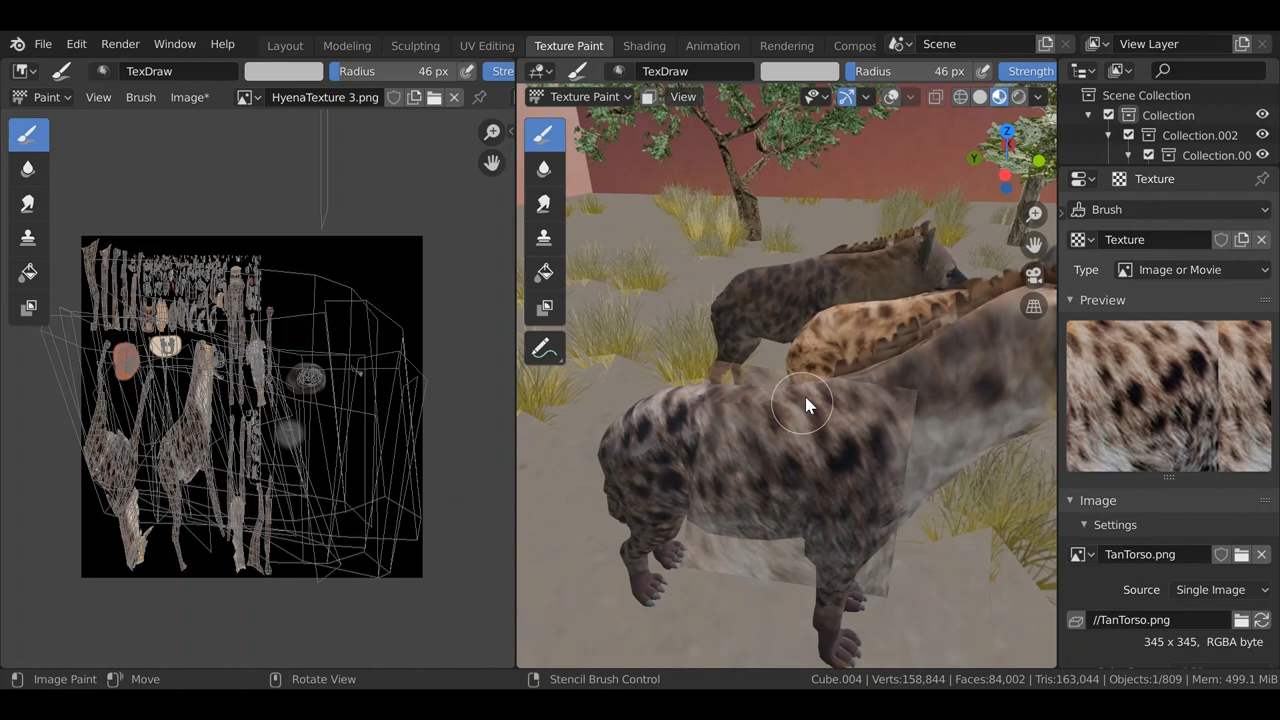 File Edit Render Window Help Layout Modeling Sculpting UV Editing Texture Paint Shading Animation Rendering Compos Scene View Layer
TexDraw Radius 46 px Stre TexDraw Radius 46 px Strength
Paint View Brush Image* HyenaTexture 3.png Texture Paint View
Scene Collection
Collection
Collection.002
Collection.00
Texture
Brush
Texture
Type Image or Movie
Preview
Image
Settings
TanTorso.png
Source Single Image
//TanTorso.png
345 x 345, RGBA byte
Z
X
Y
Image Paint Move Rotate View Stencil Brush Control Cube.004 | Verts:158,844 | Faces:84,002 | Tris:163,044 | Objects:1/809 | Mem: 499.1 MiB